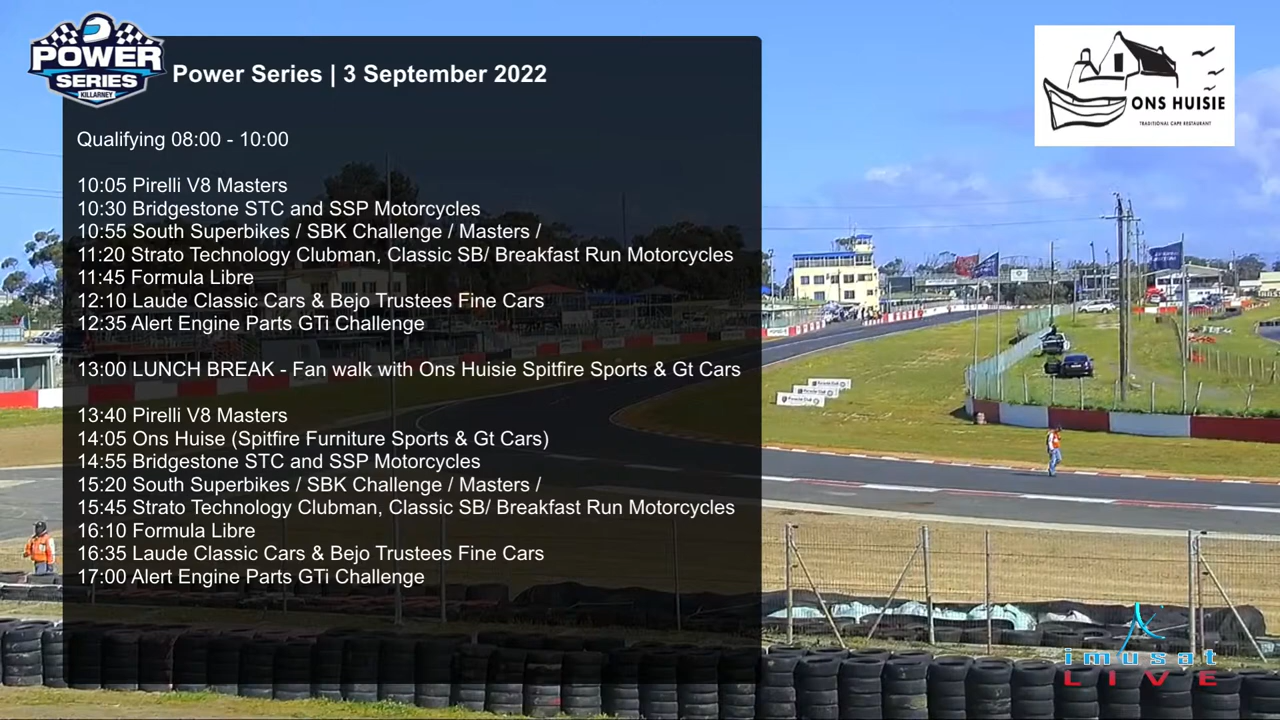 POWER
SERIES
KILLARNEY
Power Series | 3 September 2022
ONS HUISIE
TRADITIONAL CAPE RESTAURANT
Qualifying 08:00 - 10:00
10:05 Pirelli V8 Masters
10:30 Bridgestone STC and SSP Motorcycles
10:55 South Superbikes / SBK Challenge / Masters /
11:20 Strato Technology Clubman, Classic SB/ Breakfast Run Motorcycles
11:45 Formula Libre
12:10 Laude Classic Cars & Bejo Trustees Fine Cars
12:35 Alert Engine Parts GTi Challenge
13:00 LUNCH BREAK - Fan walk with Ons Huisie Spitfire Sports & Gt Cars
13:40 Pirelli V8 Masters
14:05 Ons Huise (Spitfire Furniture Sports & Gt Cars)
14:55 Bridgestone STC and SSP Motorcycles
15:20 South Superbikes / SBK Challenge / Masters /
15:45 Strato Technology Clubman, Classic SB/ Breakfast Run Motorcycles
16:10 Formula Libre
16:35 Laude Classic Cars & Bejo Trustees Fine Cars
17:00 Alert Engine Parts GTi Challenge
imusat
LIVE